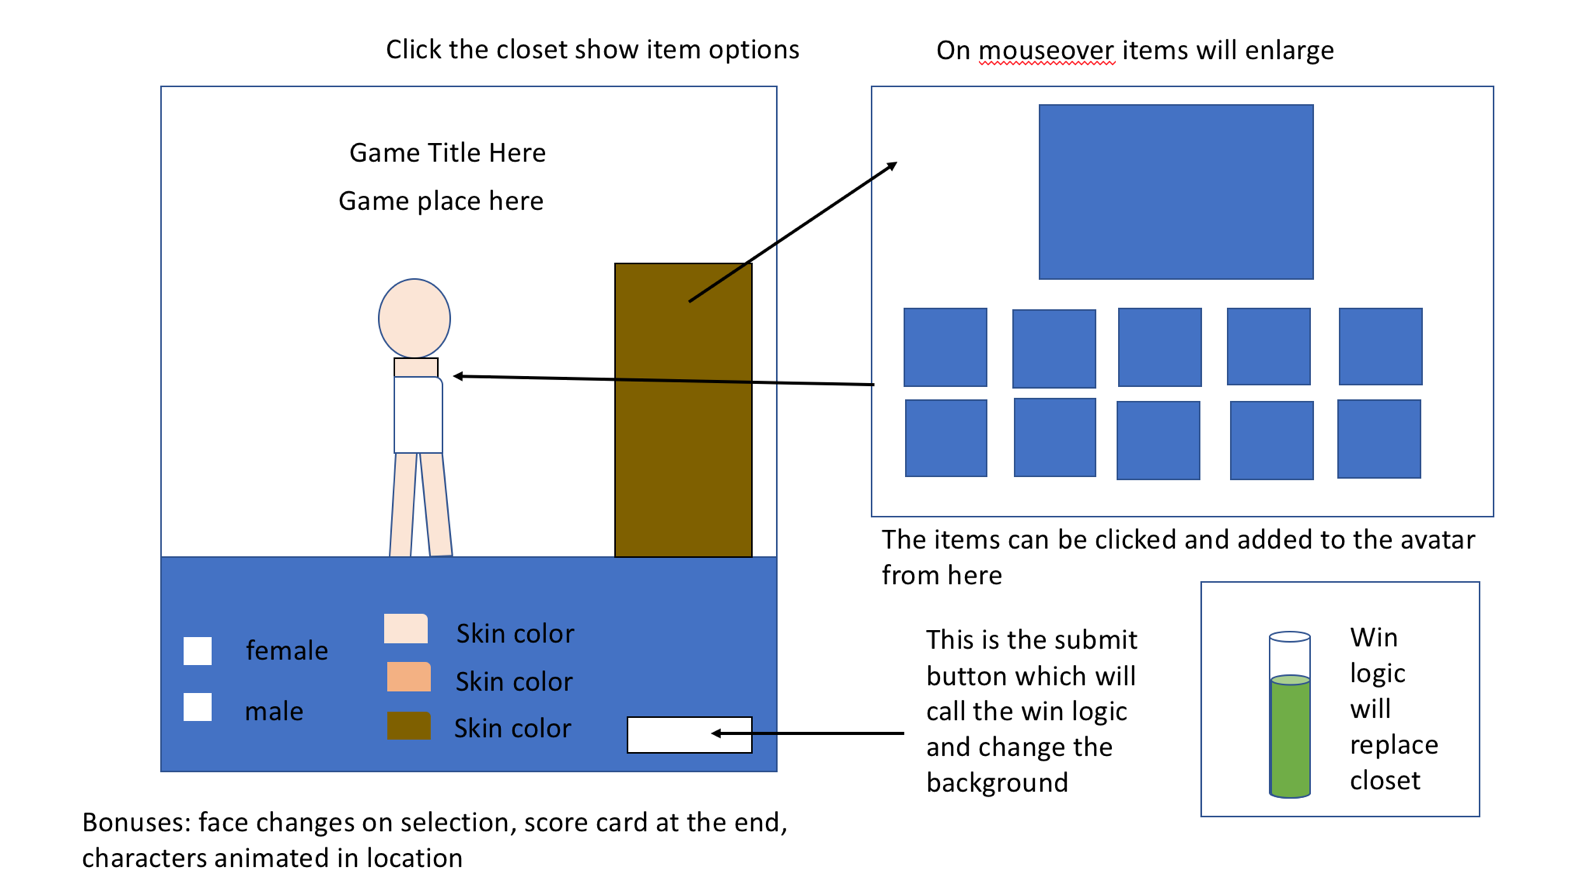 Click the closet show item options
On mouseover items will enlarge
Game Title Here
Game place here
The items can be clicked and added to the avatar
from here
female
male
Skin color
Skin color
Skin color
This is the submit
button which will
call the win logic
and change the
background
Win
logic
will
replace
closet
Bonuses: face changes on selection, score card at the end,
characters animated in location